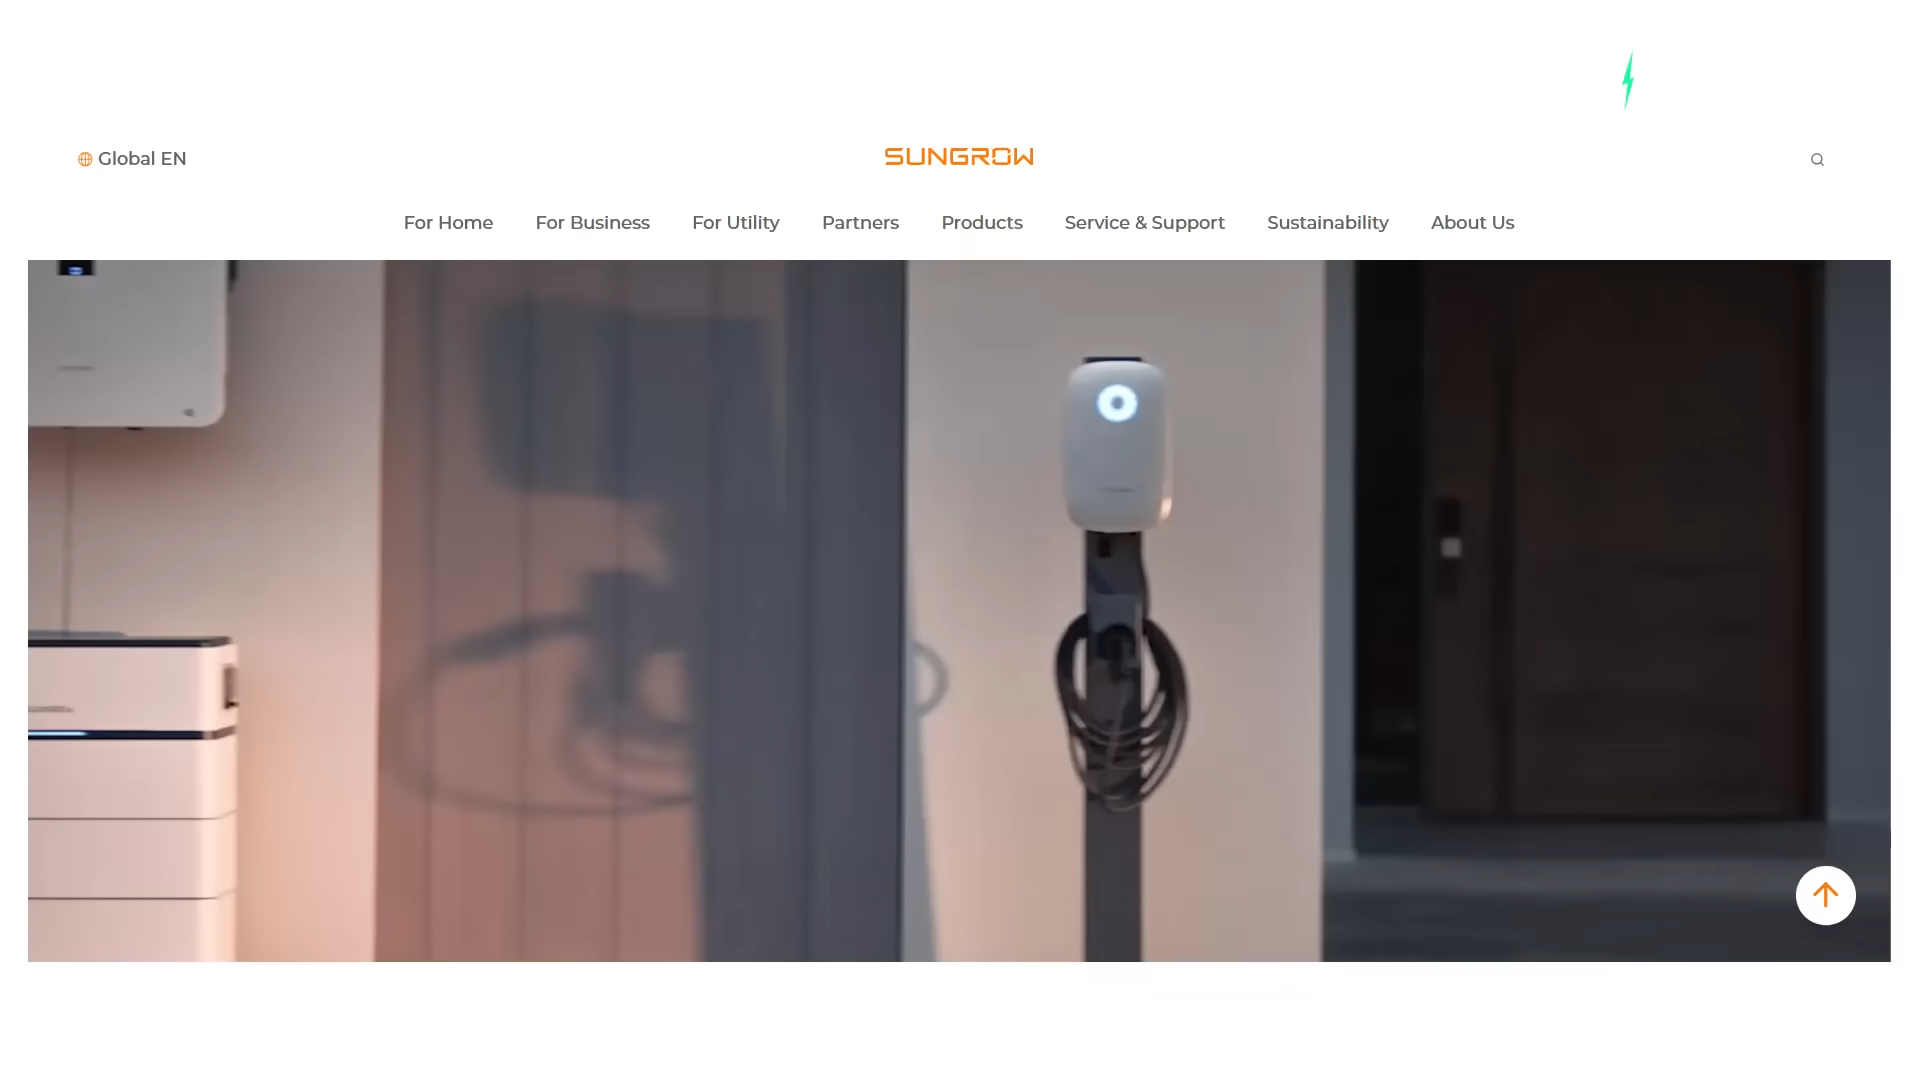 Global EN
SUNGROW
For Home For Business For Utility Partners Products Service & Support Sustainability About Us